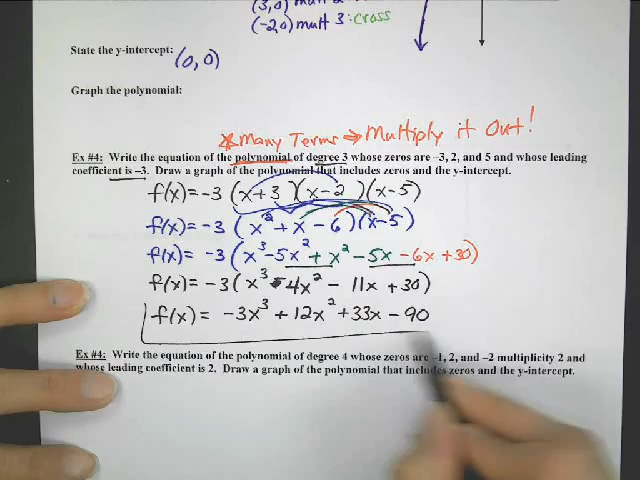 (3,0) mult 2
(-2,0) mult 3: cross
State the y-intercept: (0, 0)
Graph the polynomial:
*Many Terms → Multiply it Out!
Ex #4: Write the equation of the polynomial of degree 3 whose zeros are –3, 2, and 5 and whose leading
coefficient is –3. Draw a graph of the polynomial that includes zeros and the y-intercept.
f(x) = -3 (x+3)(x-2)(x-5)
f(x) = -3 (x² + x - 6)(x-5)
f(x) = -3 (x³ - 5x² + x² - 5x - 6x + 30)
f(x) = -3 (x³ - 4x² - 11x + 30)
f(x) = -3x³ + 12x² + 33x - 90
Ex #4: Write the equation of the polynomial of degree 4 whose zeros are –1, 2, and –2 multiplicity 2 and
whose leading coefficient is 2. Draw a graph of the polynomial that includes zeros and the y-intercept.